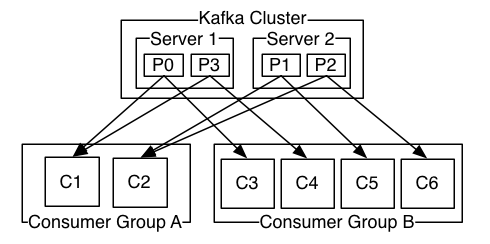 Kafka Cluster
Server 1 Server 2
P0 P3 P1 P2
C1 C2 C3 C4 C5 C6
Consumer Group A Consumer Group B